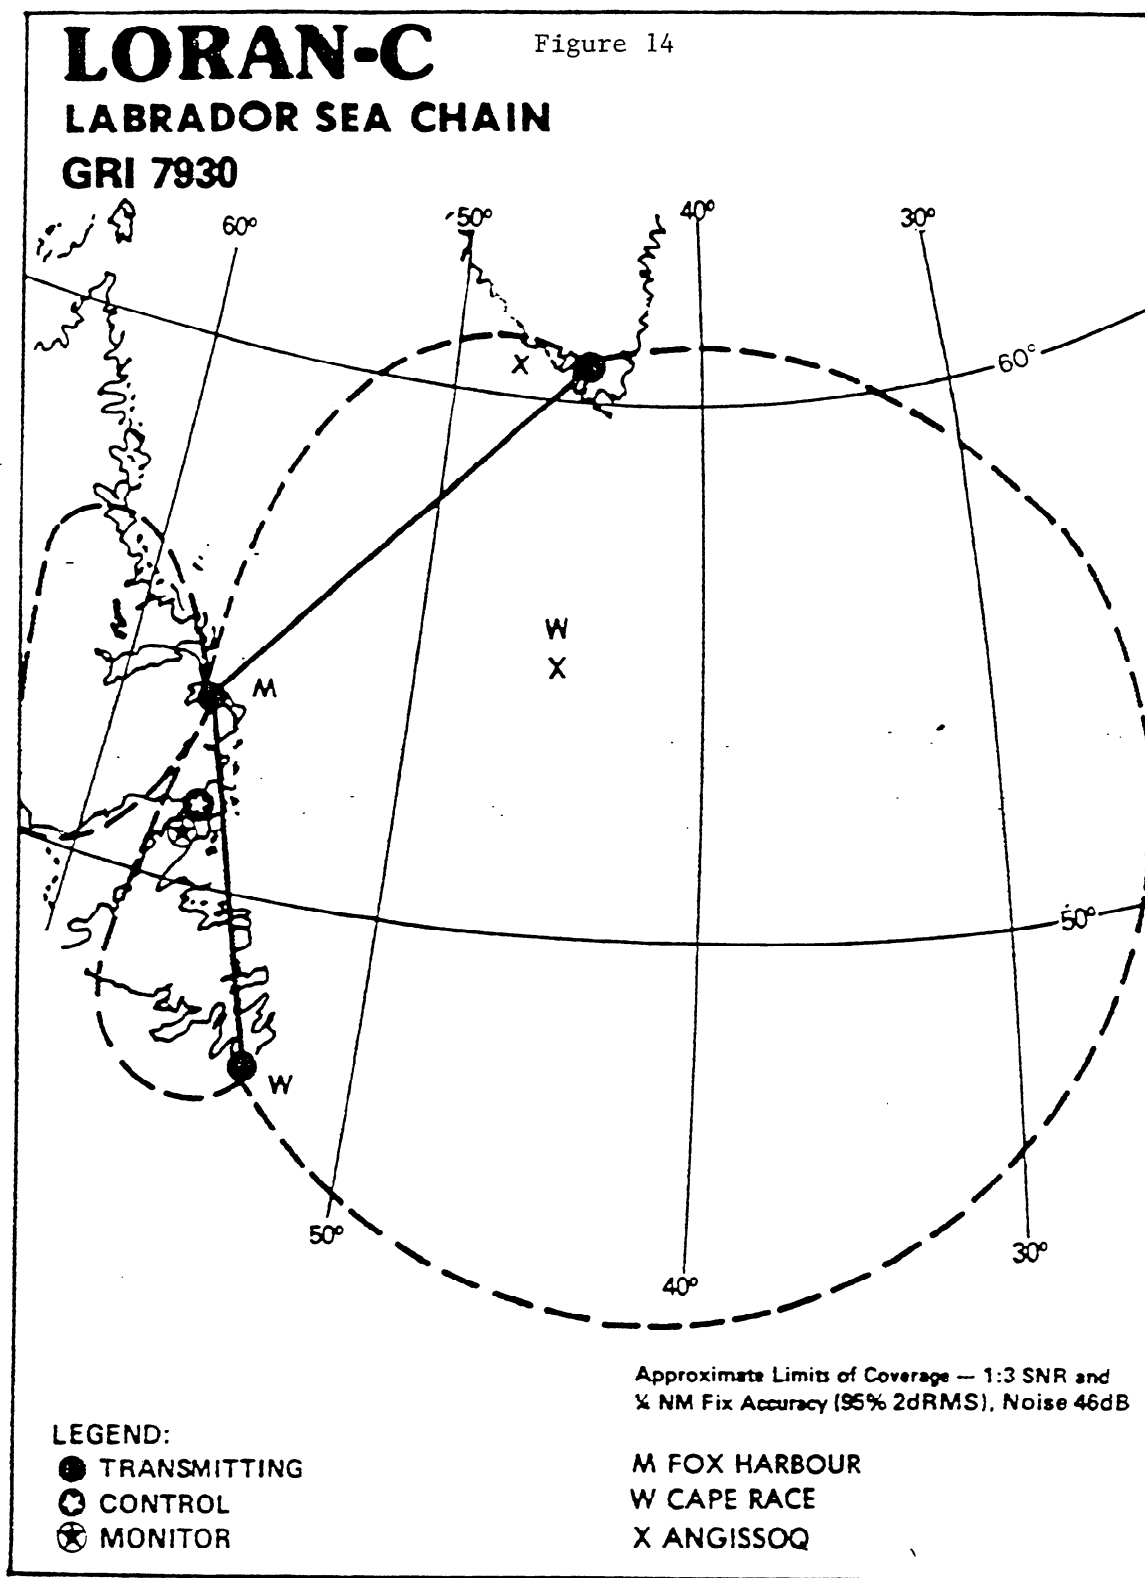 LORAN-C
Figure 14
LABRADOR SEA CHAIN
GRI 7930
60°
50°
40°
30°
X
60°
W
X
M
50°
W
50°
40°
30°
Approximate Limits of Coverage — 1:3 SNR and
¼ NM Fix Accuracy (95% 2dRMS), Noise 46dB
LEGEND:
TRANSMITTING
CONTROL
MONITOR
M FOX HARBOUR
W CAPE RACE
X ANGISSOQ